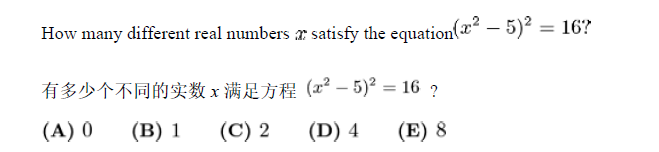 How many different real numbers x satisfy the equation(x² − 5)² = 16?
有多少个不同的实数 x 满足方程 (x² − 5)² = 16 ？
(A) 0 (B) 1 (C) 2 (D) 4 (E) 8